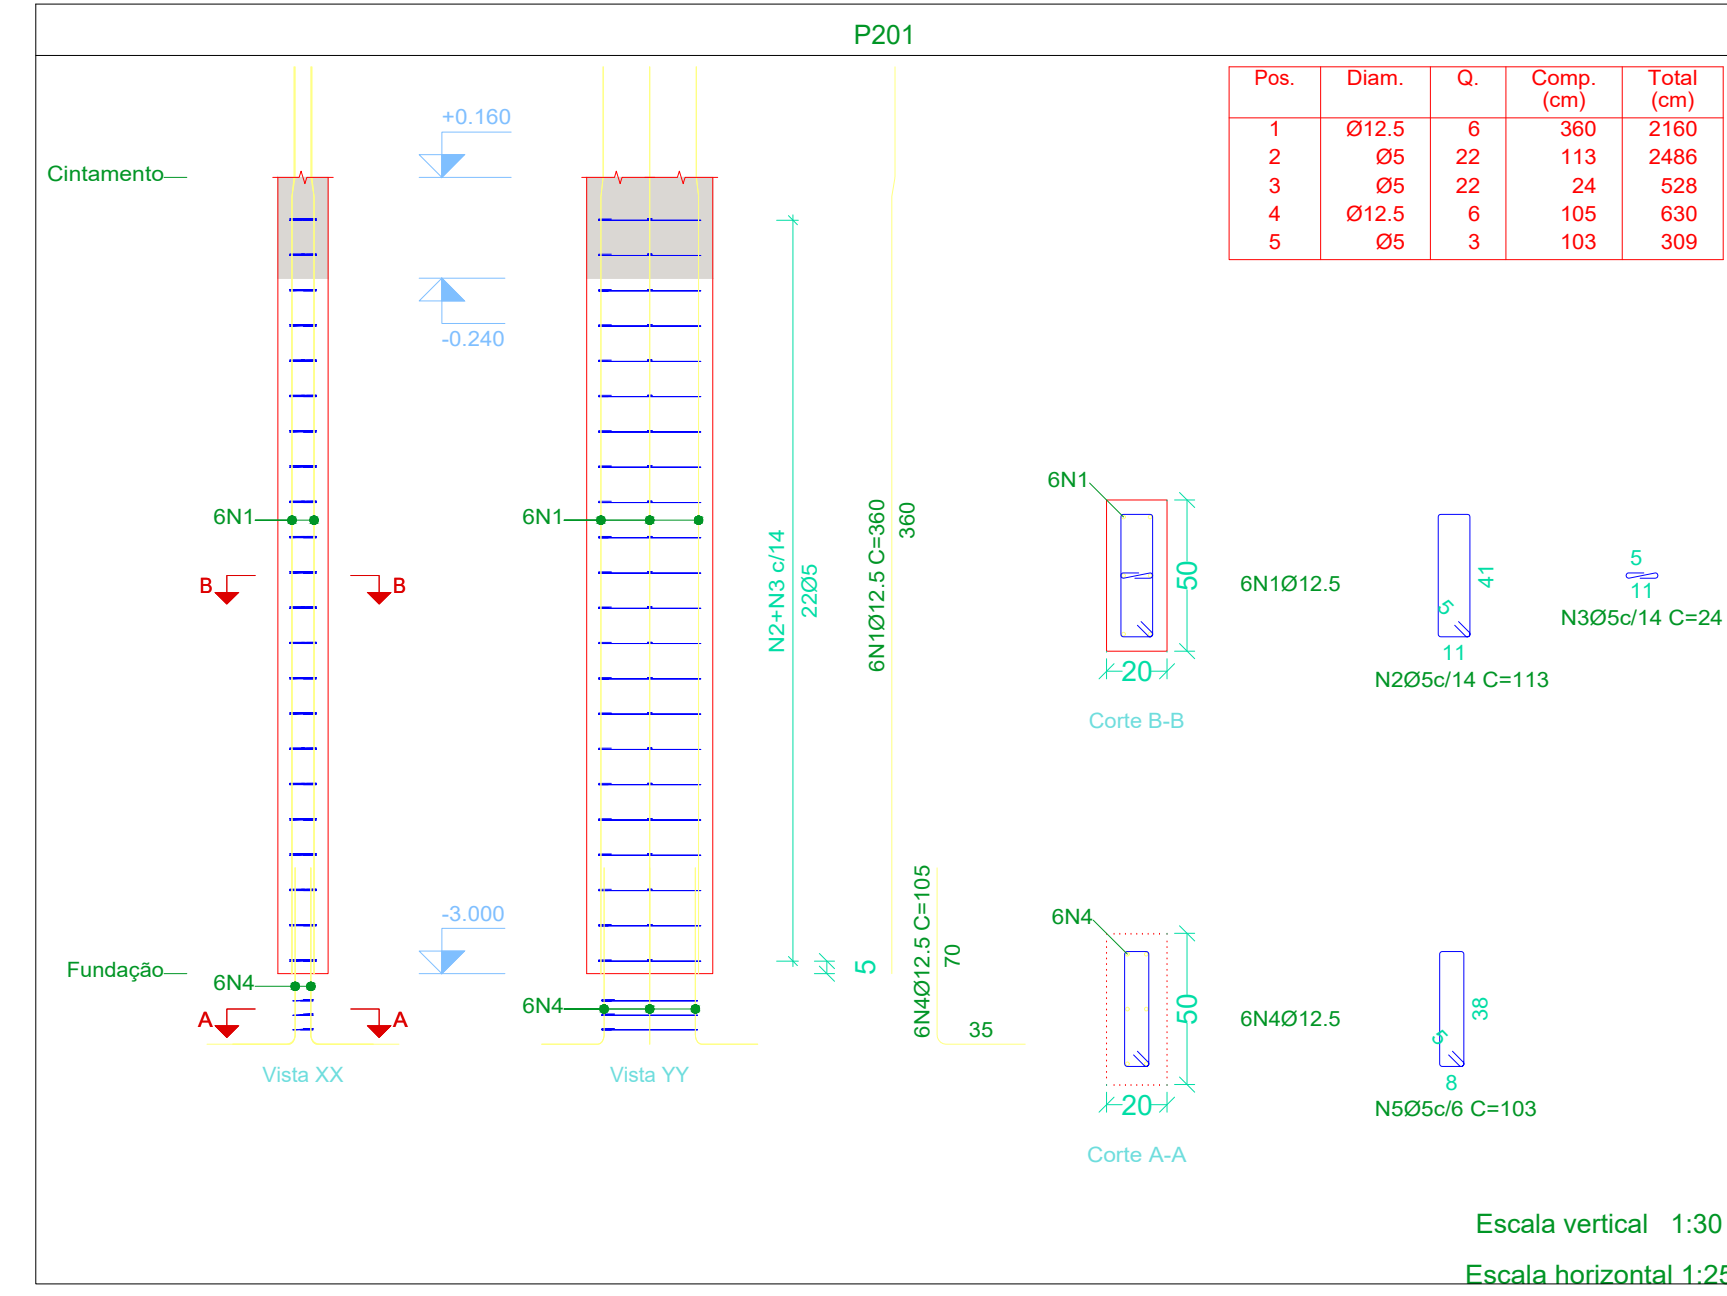 P201
Pos. Diam. Q. Comp. (cm) Total (cm)
1 Ø12.5 6 360 2160
2 Ø5 22 113 2486
3 Ø5 22 24 528
4 Ø12.5 6 105 630
5 Ø5 3 103 309
+0.160
Cintamento
-0.240
6N1
6N1
B
B
N2+N3 c/14
22Ø5
6N1Ø12.5 C=360
360
-3.000
Fundação
6N4
6N4
A
A
5
6N4Ø12.5 C=105
70
35
Vista XX
Vista YY
6N1
50
20
6N1Ø12.5
Corte B-B
41
5
11
N2Ø5c/14 C=113
5
11
N3Ø5c/14 C=24
6N4
50
20
6N4Ø12.5
Corte A-A
38
5
8
N5Ø5c/6 C=103
Escala vertical 1:30
Escala horizontal 1:25